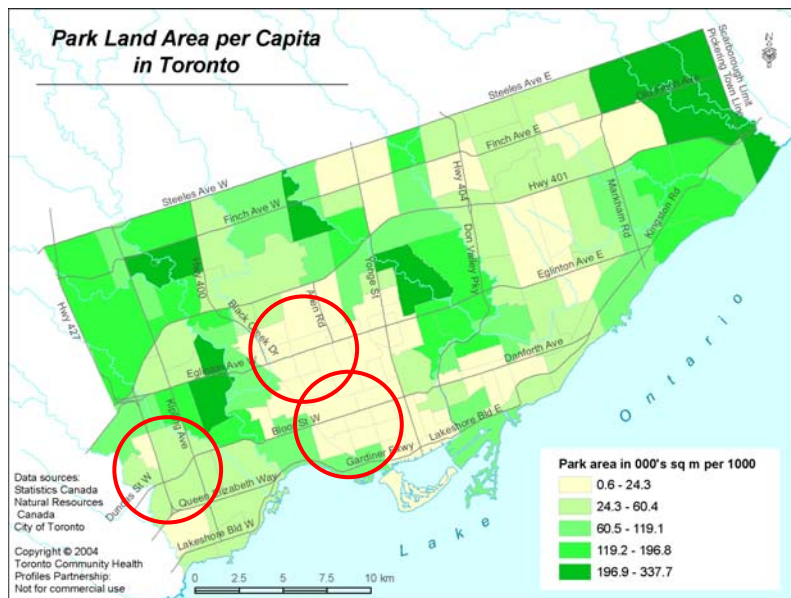 Park Land Area per Capita
in Toronto
Scarborough Limit
Pickering Town Line
Steeles Ave E
Finch Ave E
Hwy 401
Hwy 404
Steeles Ave W
Finch Ave W
Markham Rd
Kingston Rd
Don Valley Pky
Yonge St
Eglinton Ave E
Hwy 400
Allen Rd
Black Creek Dr
Hwy 427
Eglinton Ave
Danforth Ave
Kipling Ave
Bloor St W
Lakeshore Bld E
Gardiner
Dundas St W
Queen Elizabeth Way
Lakeshore Bld W
Lake Ontario
Data sources:
Statistics Canada
Natural Resources
Canada
City of Toronto
Copyright © 2004
Toronto Community Health
Profiles Partnership:
Not for commercial use
0 2.5 5 7.5 10 km
Park area in 000's sq m per 1000
0.6 - 24.3
24.3 - 60.4
60.5 - 119.1
119.2 - 196.8
196.9 - 337.7